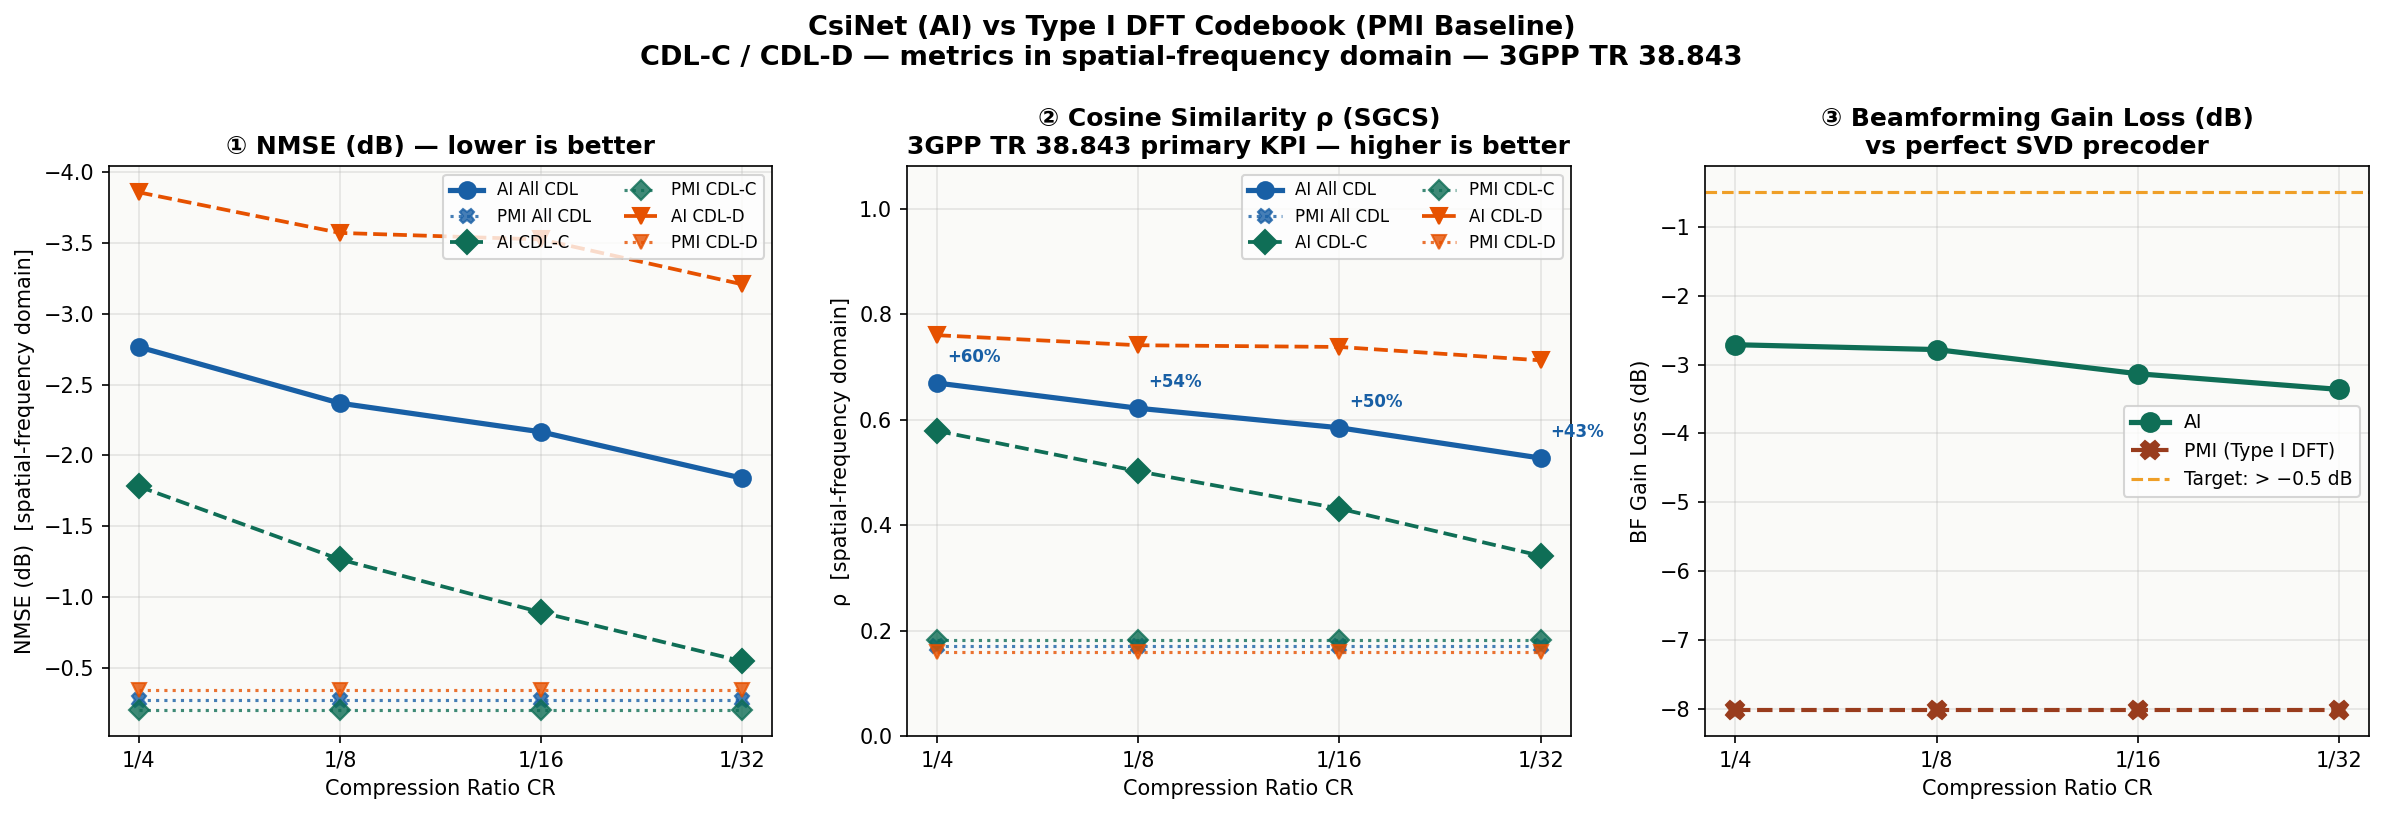 CsiNet (AI) vs Type I DFT Codebook (PMI Baseline)
CDL-C / CDL-D — metrics in spatial-frequency domain — 3GPP TR 38.843
① NMSE (dB) — lower is better
NMSE (dB)  [spatial-frequency domain]
−4.0
−3.5
−3.0
−2.5
−2.0
−1.5
−1.0
−0.5
AI All CDL
PMI All CDL
AI CDL-C
PMI CDL-C
AI CDL-D
PMI CDL-D
1/4
1/8
1/16
1/32
Compression Ratio CR
② Cosine Similarity ρ (SGCS)
3GPP TR 38.843 primary KPI — higher is better
ρ  [spatial-frequency domain]
1.0
0.8
0.6
0.4
0.2
0.0
AI All CDL
PMI All CDL
AI CDL-C
PMI CDL-C
AI CDL-D
PMI CDL-D
+60%
+54%
+50%
+43%
1/4
1/8
1/16
1/32
Compression Ratio CR
③ Beamforming Gain Loss (dB)
vs perfect SVD precoder
BF Gain Loss (dB)
−1
−2
−3
−4
−5
−6
−7
−8
AI
PMI (Type I DFT)
Target: > −0.5 dB
1/4
1/8
1/16
1/32
Compression Ratio CR